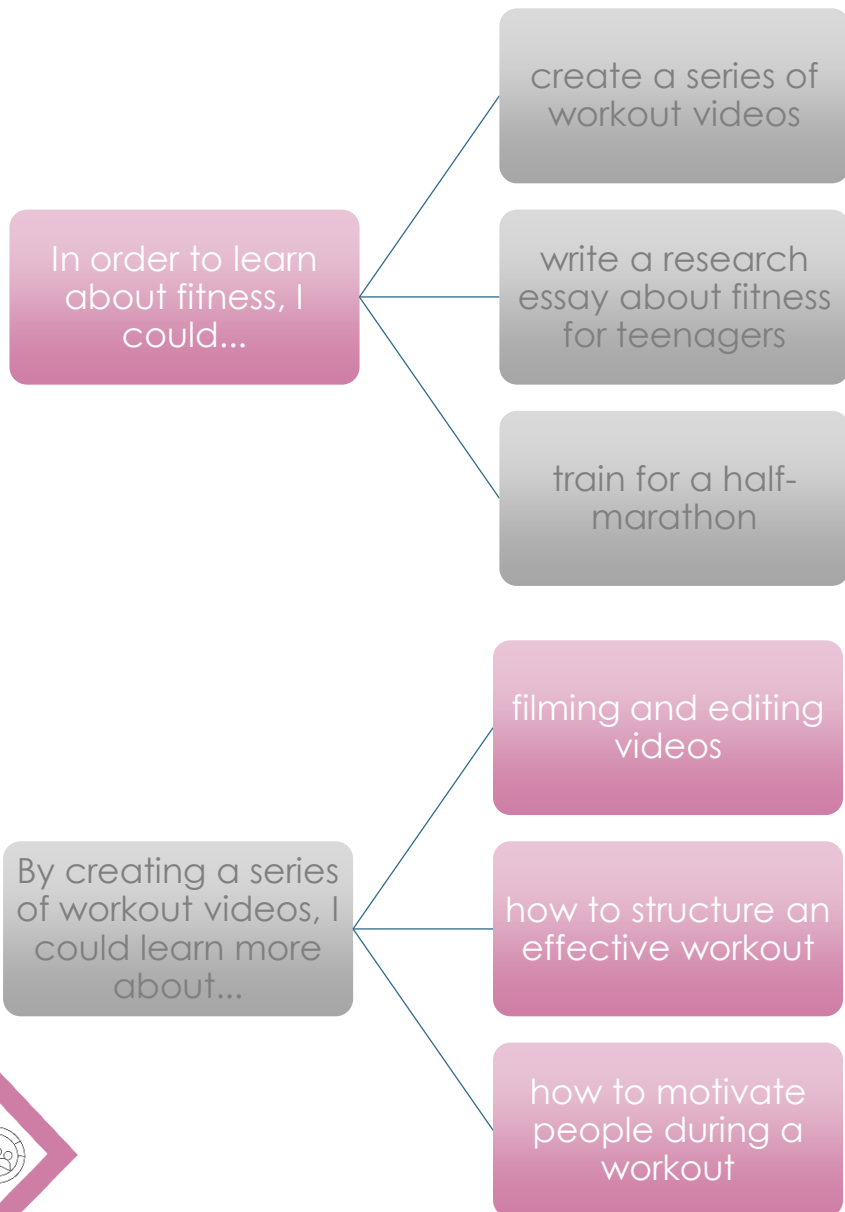 create a series of
workout videos
In order to learn
about fitness, I
could...
write a research
essay about fitness
for teenagers
train for a half-
marathon
filming and editing
videos
By creating a series
of workout videos, I
could learn more
about...
how to structure an
effective workout
how to motivate
people during a
workout